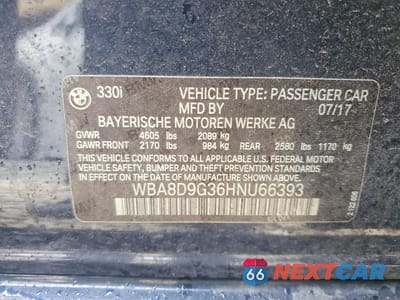 BMW
330i
VEHICLE TYPE: PASSENGER CAR
MFD BY
07/17
BAYERISCHE MOTOREN WERKE AG
GVWR 4605 lbs 2089 kg
GAWR FRONT 2170 lbs 984 kg REAR 2580 lbs 1170 kg
THIS VEHICLE CONFORMS TO ALL APPLICABLE U.S. FEDERAL MOTOR
VEHICLE SAFETY, BUMPER
AND THEFT PREVENTION STANDARDS IN EFFECT
ON THE DATE OF MANUFACTURE SHOWN ABOVE.
WBA8D9G36HNU66393
66 NEXTCAR